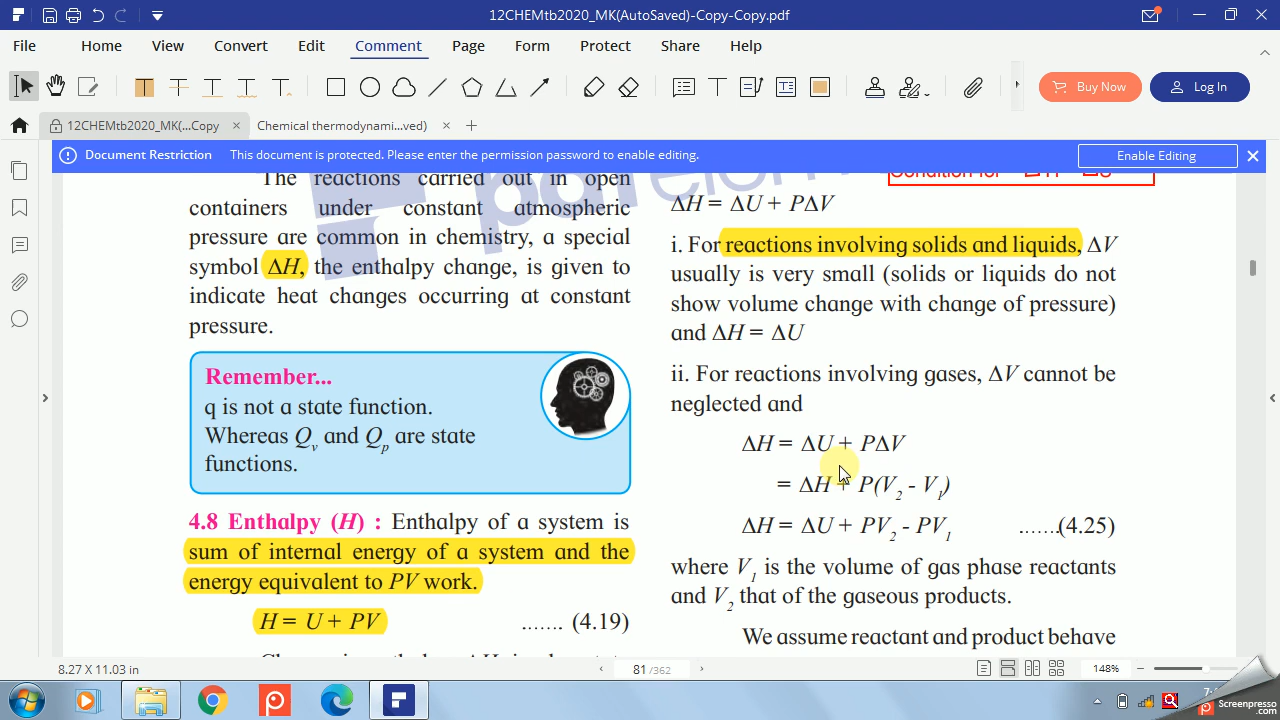 12CHEMtb2020_MK(AutoSaved)-Copy-Copy.pdf
File Home View Convert Edit Comment Page Form Protect Share Help
Buy Now Log In
12CHEMtb2020_MK(...Copy × Chemical thermodynami...ved) × +
Document Restriction This document is protected. Please enter the permission password to enable editing. Enable Editing
The reactions carried out in open
containers under constant atmospheric
pressure are common in chemistry, a special
symbol ΔH, the enthalpy change, is given to
indicate heat changes occurring at constant
pressure.
Remember...
q is not a state function.
Whereas Qv and Qp are state
functions.
4.8 Enthalpy (H) : Enthalpy of a system is
sum of internal energy of a system and the
energy equivalent to PV work.
H = U + PV ...... (4.19)
ΔH = ΔU + PΔV
i. For reactions involving solids and liquids, ΔV
usually is very small (solids or liquids do not
show volume change with change of pressure)
and ΔH = ΔU
ii. For reactions involving gases, ΔV cannot be
neglected and
ΔH = ΔU + PΔV
= ΔH + P(V2 - V1)
ΔH = ΔU + PV2 - PV1 ......(4.25)
where V1 is the volume of gas phase reactants
and V2 that of the gaseous products.
We assume reactant and product behave
8.27 X 11.03 in 81 /362 148%
Screenpresso
.com